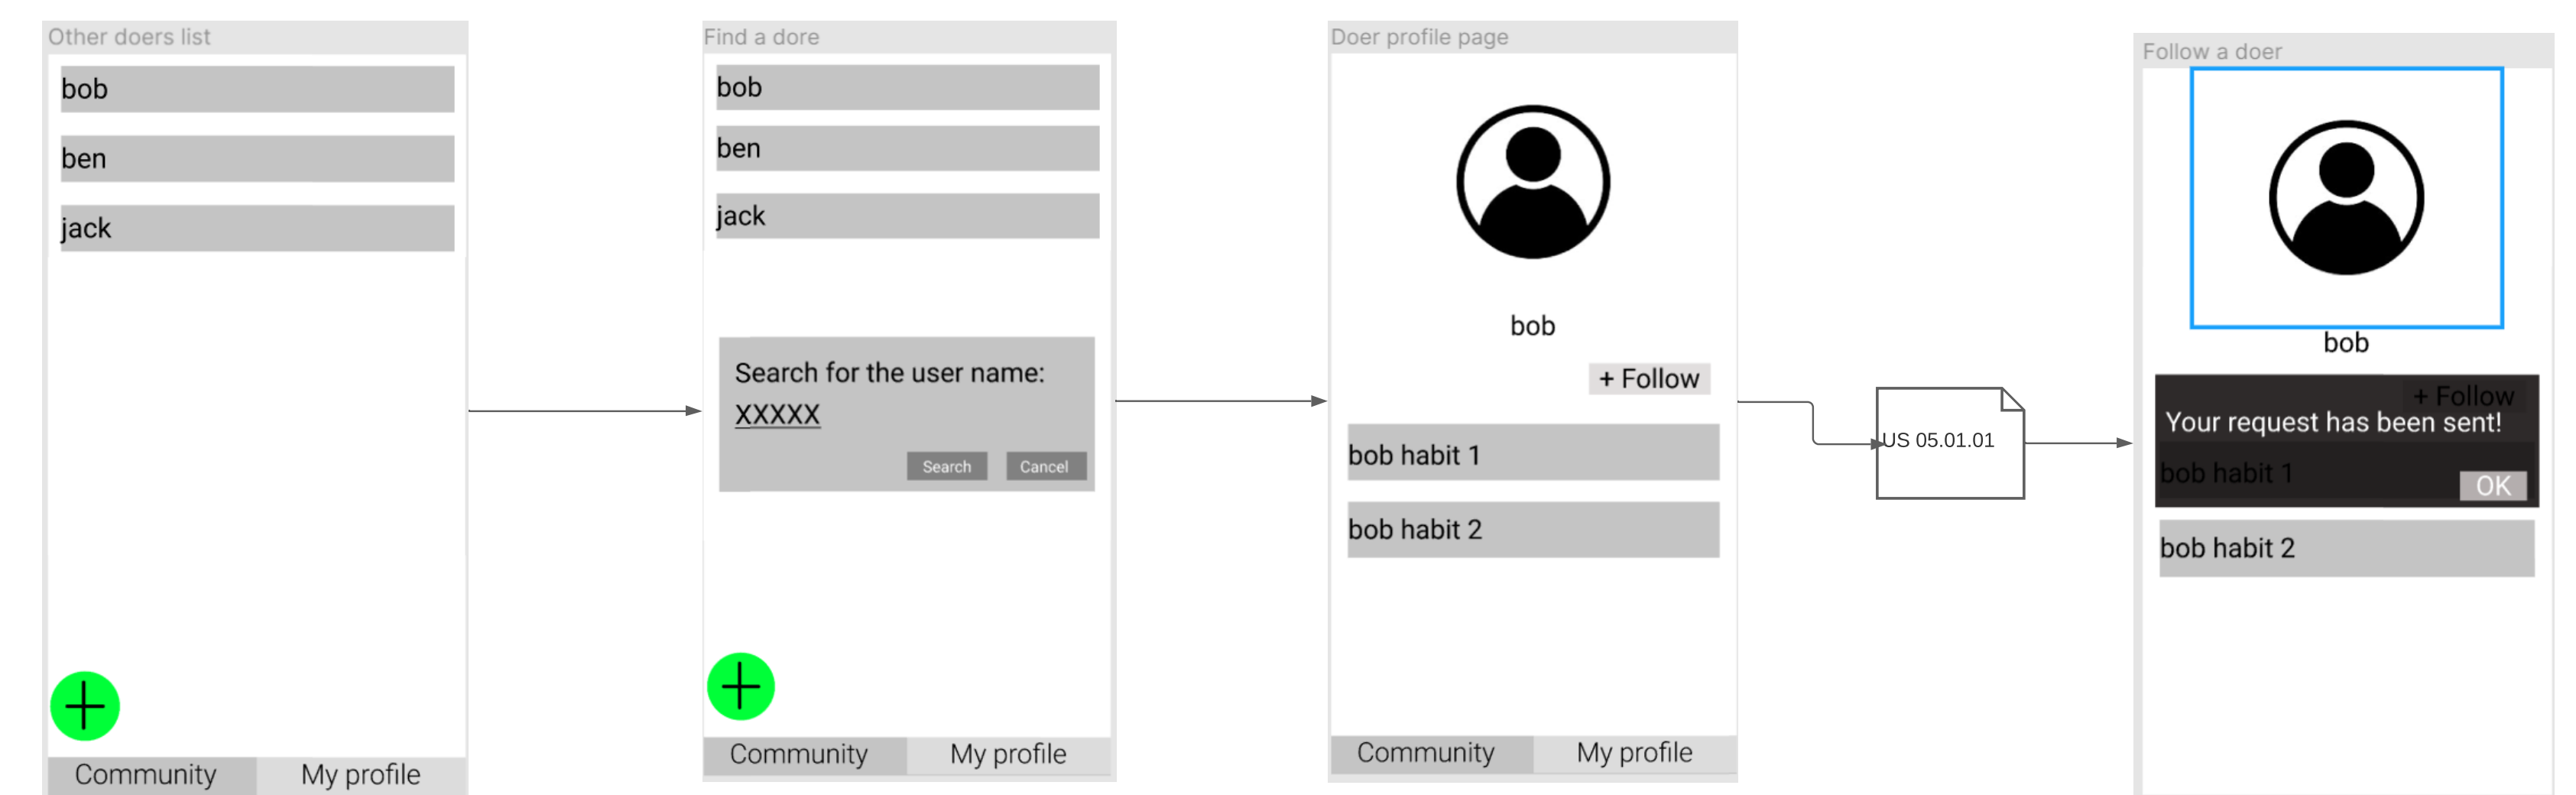 Other doers list
bob
ben
jack
Community
My profile
Find a dore
bob
ben
jack
Search for the user name:
XXXXX
Search
Cancel
Community
My profile
Doer profile page
bob
+ Follow
bob habit 1
bob habit 2
Community
My profile
US 05.01.01
Follow a doer
bob
+ Follow
Your request has been sent!
bob habit 1
OK
bob habit 2